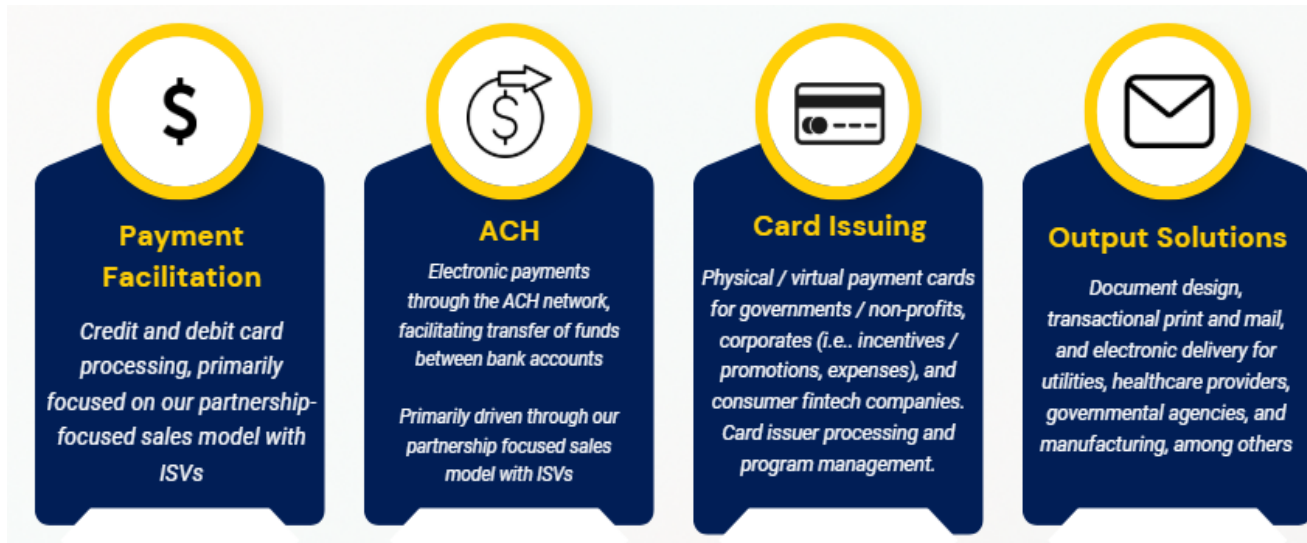 Payment
Facilitation
Credit and debit card
processing, primarily
focused on our partnership-
focused sales model with
ISVs
ACH
Electronic payments
through the ACH network,
facilitating transfer of funds
between bank accounts
Primarily driven through our
partnership focused sales
model with ISVs
Card Issuing
Physical / virtual payment cards
for governments / non-profits,
corporates (i.e.. incentives /
promotions, expenses), and
consumer fintech companies.
Card issuer processing and
program management.
Output Solutions
Document design,
transactional print and mail,
and electronic delivery for
utilities, healthcare providers,
governmental agencies, and
manufacturing, among others